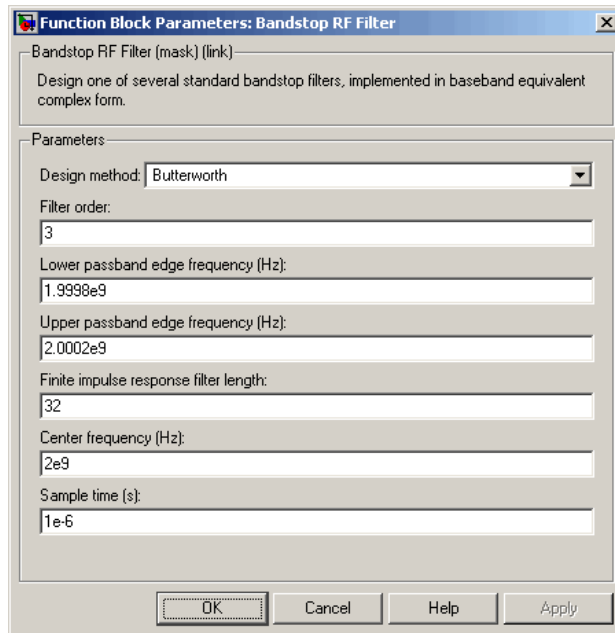 Function Block Parameters: Bandstop RF Filter
Bandstop RF Filter (mask) (link)
Design one of several standard bandstop filters, implemented in baseband equivalent
complex form.
Parameters
Design method: Butterworth
Filter order:
3
Lower passband edge frequency (Hz):
1.9998e9
Upper passband edge frequency (Hz):
2.0002e9
Finite impulse response filter length:
32
Center frequency (Hz):
2e9
Sample time (s):
1e-6
OK Cancel Help Apply